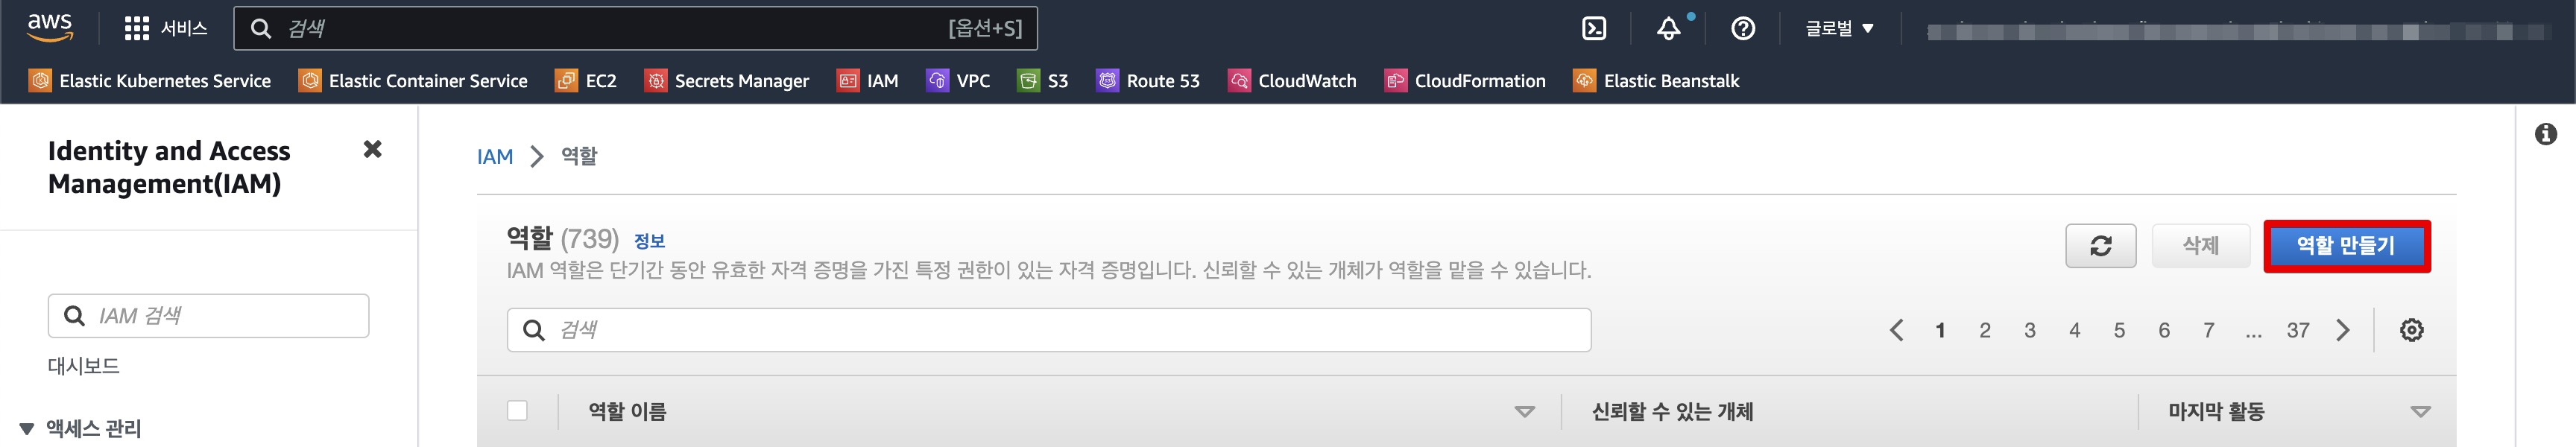 aws 서비스 검색 [옵션+S] 글로벌
Elastic Kubernetes Service Elastic Container Service EC2 Secrets Manager IAM VPC S3 Route 53 CloudWatch CloudFormation Elastic Beanstalk
Identity and Access
Management(IAM)
IAM 검색
대시보드
액세스 관리
IAM > 역할
역할 (739) 정보
IAM 역할은 단기간 동안 유효한 자격 증명을 가진 특정 권한이 있는 자격 증명입니다. 신뢰할 수 있는 개체가 역할을 맡을 수 있습니다.
삭제 역할 만들기
검색
1 2 3 4 5 6 7 ... 37
역할 이름 신뢰할 수 있는 개체 마지막 활동